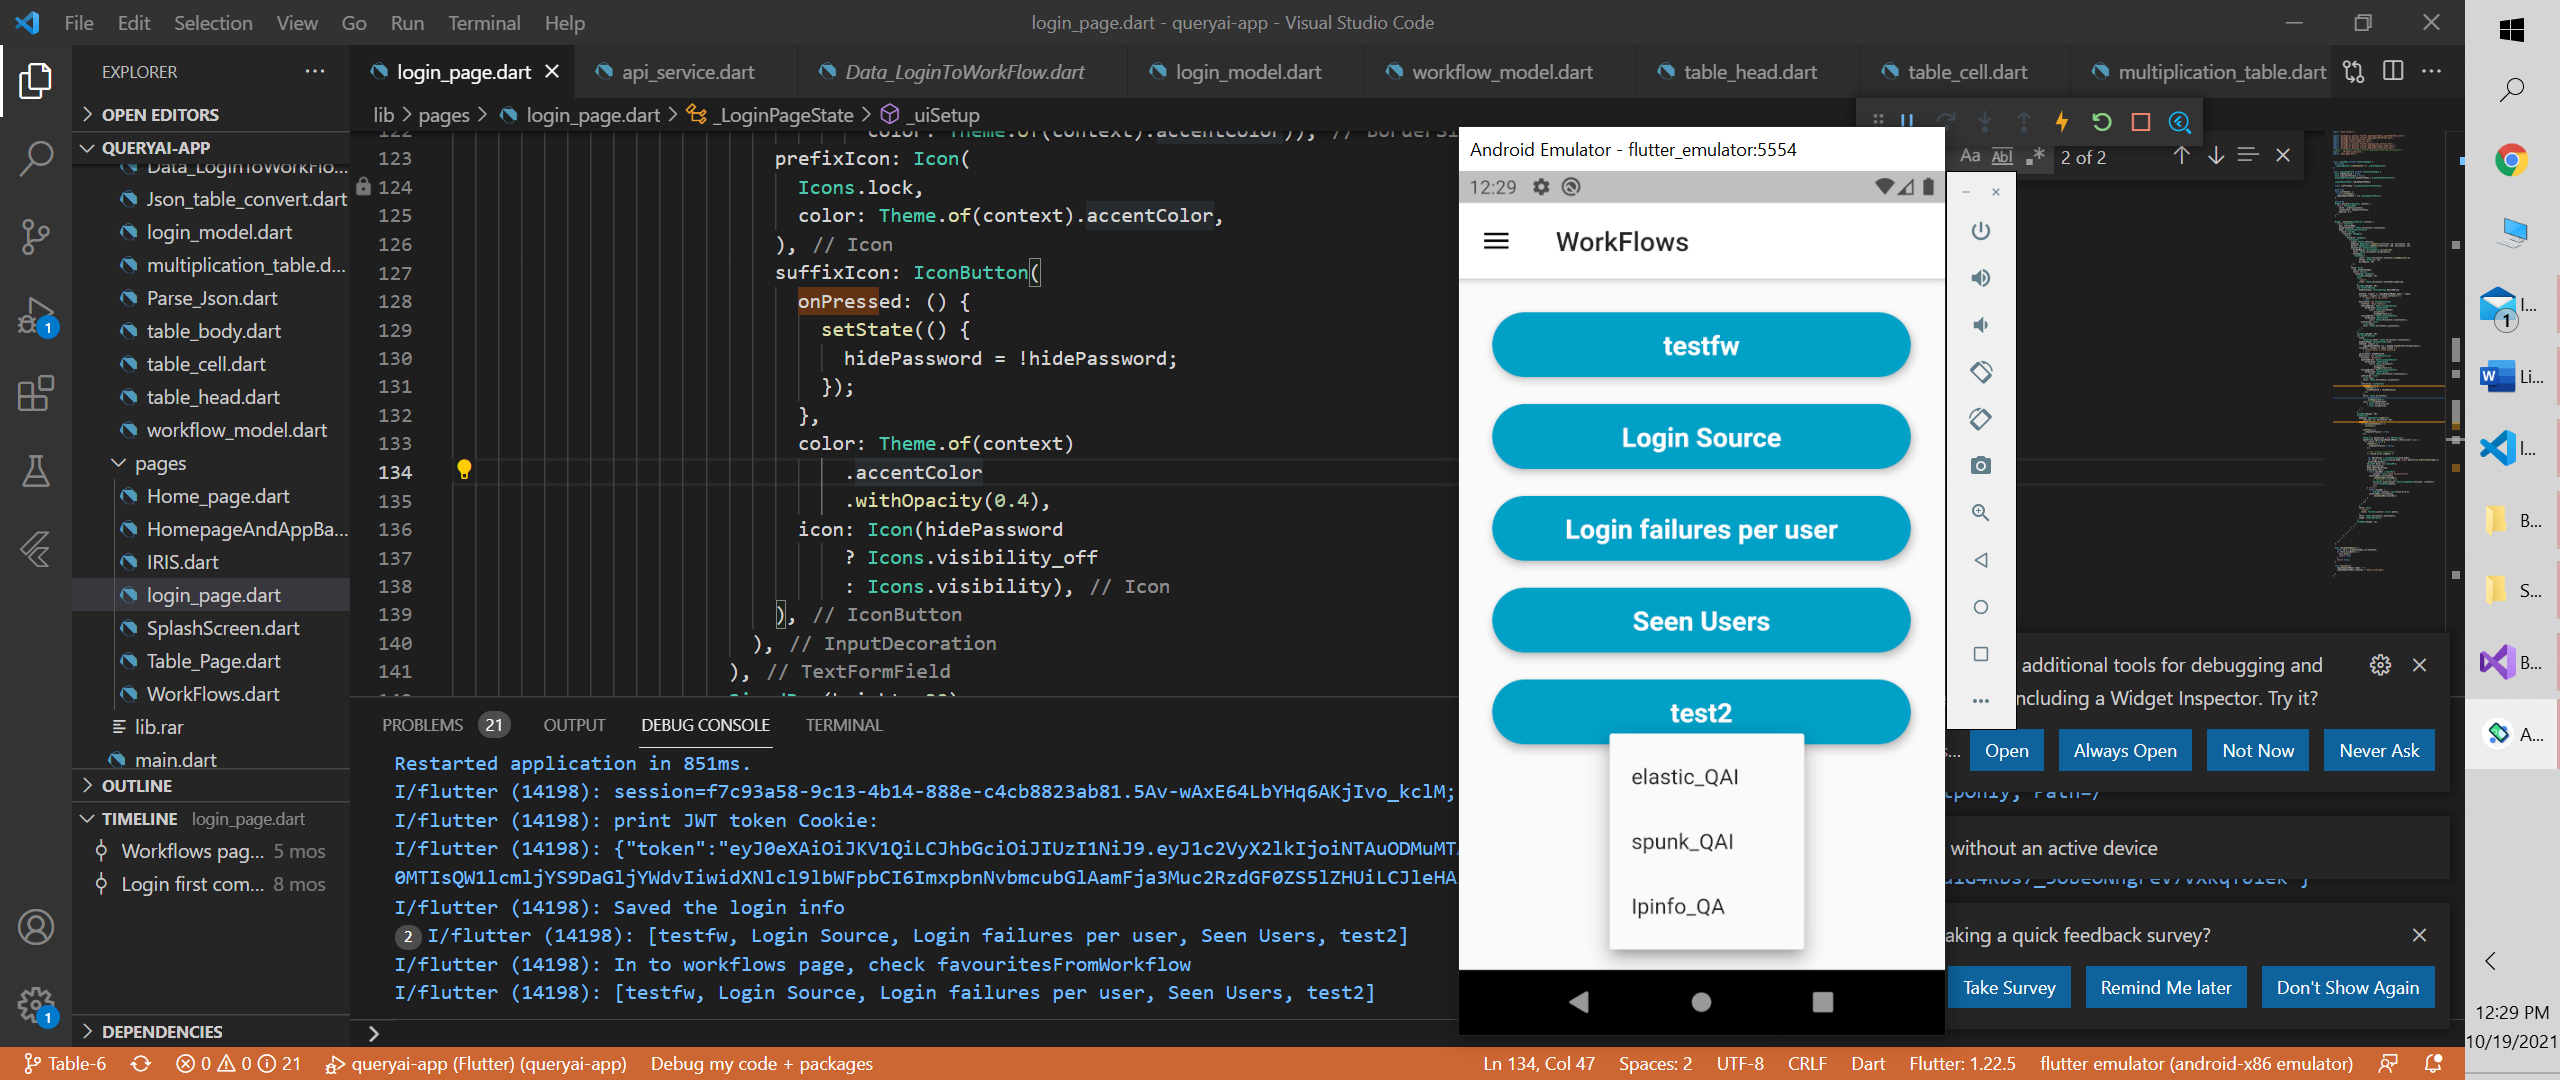 File Edit Selection View Go Run Terminal Help
login_page.dart - queryai-app - Visual Studio Code
EXPLORER
OPEN EDITORS
QUERYAI-APP
Data_LoginToWorkFlo...
Json_table_convert.dart
login_model.dart
multiplication_table.d...
Parse_Json.dart
table_body.dart
table_cell.dart
table_head.dart
workflow_model.dart
pages
Home_page.dart
HomepageAndAppBa...
IRIS.dart
login_page.dart
SplashScreen.dart
Table_Page.dart
WorkFlows.dart
lib.rar
main.dart
OUTLINE
TIMELINE login_page.dart
Workflows pag... 5 mos
Login first com... 8 mos
DEPENDENCIES
1
1
login_page.dart api_service.dart Data_LoginToWorkFlow.dart login_model.dart workflow_model.dart table_head.dart table_cell.dart multiplication_table.dart
lib > pages > login_page.dart > _LoginPageState > _uiSetup
Aa Abl 2 of 2
122 color: Theme.of(context).accentColor)), // BorderSi
123 prefixIcon: Icon(
124 Icons.lock,
125 color: Theme.of(context).accentColor,
126 ), // Icon
127 suffixIcon: IconButton(
128 onPressed: () {
129 setState(() {
130 hidePassword = !hidePassword;
131 });
132 },
133 color: Theme.of(context)
134 .accentColor
135 .withOpacity(0.4),
136 icon: Icon(hidePassword
137 ? Icons.visibility_off
138 : Icons.visibility), // Icon
139 ), // IconButton
140 ), // InputDecoration
141 ), // TextFormField
PROBLEMS 21 OUTPUT DEBUG CONSOLE TERMINAL
Restarted application in 851ms.
I/flutter (14198): session=f7c93a58-9c13-4b14-888e-c4cb8823ab81.5Av-wAxE64LbYHq6AKjIvo_kclM;
I/flutter (14198): print JWT token Cookie:
I/flutter (14198): {"token":"eyJ0eXAiOiJKV1QiLCJhbGciOiJIUzI1NiJ9.eyJ1c2VyX2lkIjoiNTAuODMuMTA
0MTIsQW1lcmljYS9DaGljYWdvIiwidXNlcl9lbWFpbCI6ImxpbnNvbmcubGlAamFja3Muc2RzdGF0ZS5lZHUiLCJleHA
I/flutter (14198): Saved the login info
2 I/flutter (14198): [testfw, Login Source, Login failures per user, Seen Users, test2]
I/flutter (14198): In to workflows page, check favouritesFromWorkflow
I/flutter (14198): [testfw, Login Source, Login failures per user, Seen Users, test2]
Android Emulator - flutter_emulator:5554
12:29
WorkFlows
testfw
Login Source
Login failures per user
Seen Users
test2
elastic_QAI
spunk_QAI
Ipinfo_QA
additional tools for debugging and
ncluding a Widget Inspector. Try it?
s... Open Always Open Not Now Never Ask
Path=/
without an active device
aking a quick feedback survey?
Take Survey Remind Me later Don't Show Again
I...
1
Li...
I...
B...
S...
B...
A...
12:29 PM
10/19/2021
Table-6 0 0 21 queryai-app (Flutter) (queryai-app) Debug my code + packages Ln 134, Col 47 Spaces: 2 UTF-8 CRLF Dart Flutter: 1.22.5 flutter emulator (android-x86 emulator)